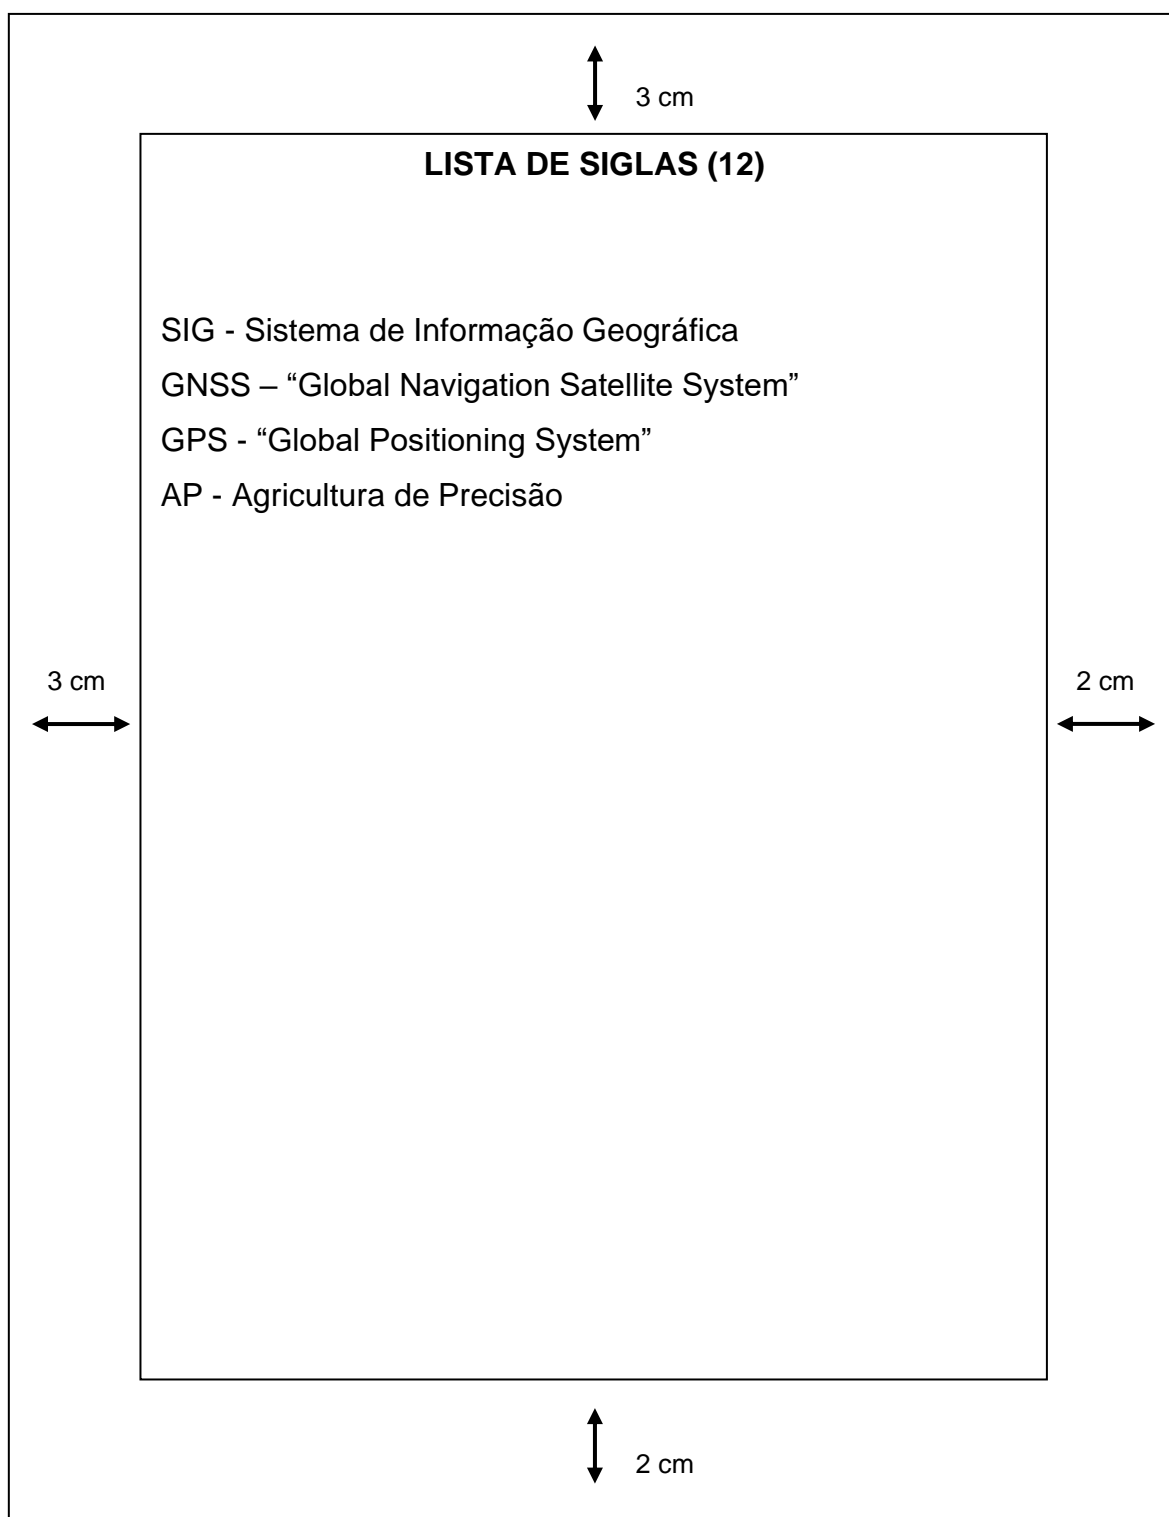 3 cm
LISTA DE SIGLAS (12)
SIG - Sistema de Informação Geográfica
GNSS – “Global Navigation Satellite System”
GPS - “Global Positioning System”
AP - Agricultura de Precisão
3 cm
2 cm
2 cm